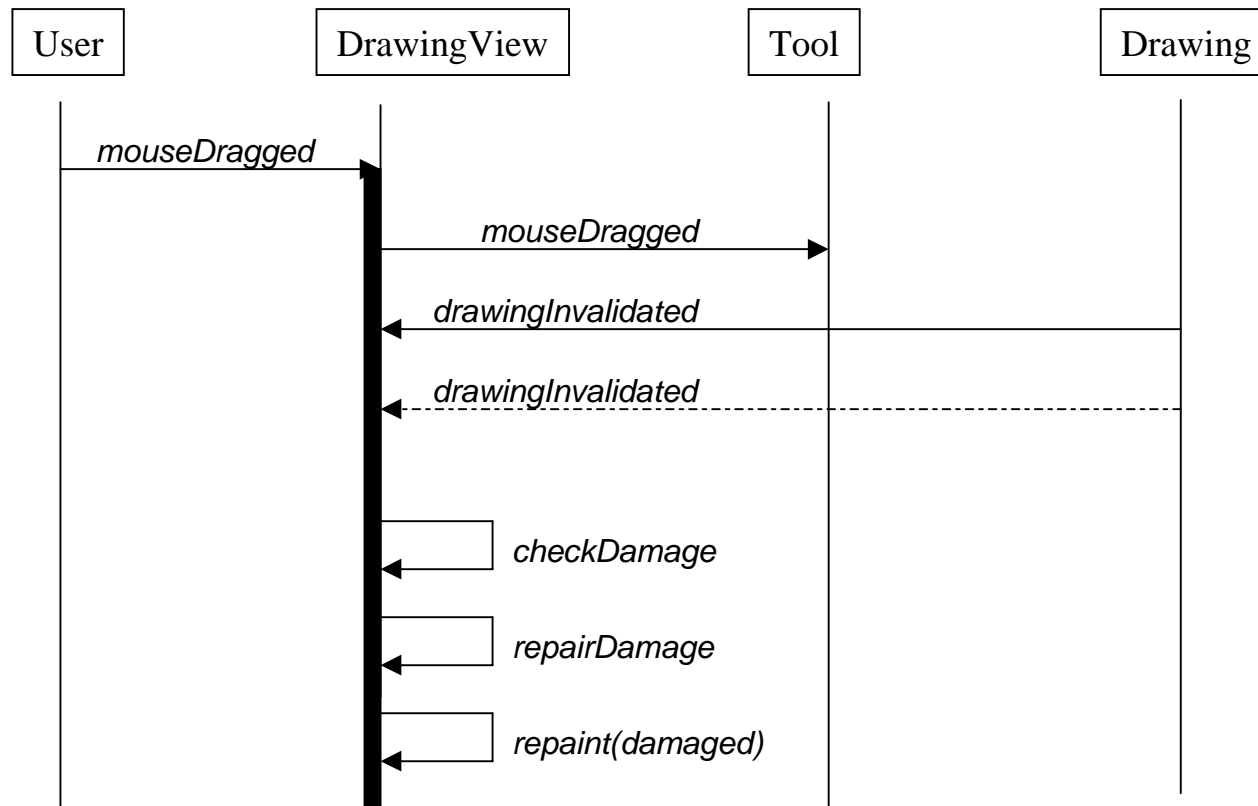 User
DrawingView
Tool
Drawing
mouseDragged
mouseDragged
drawingInvalidated
drawingInvalidated
checkDamage
repairDamage
repaint(damaged)